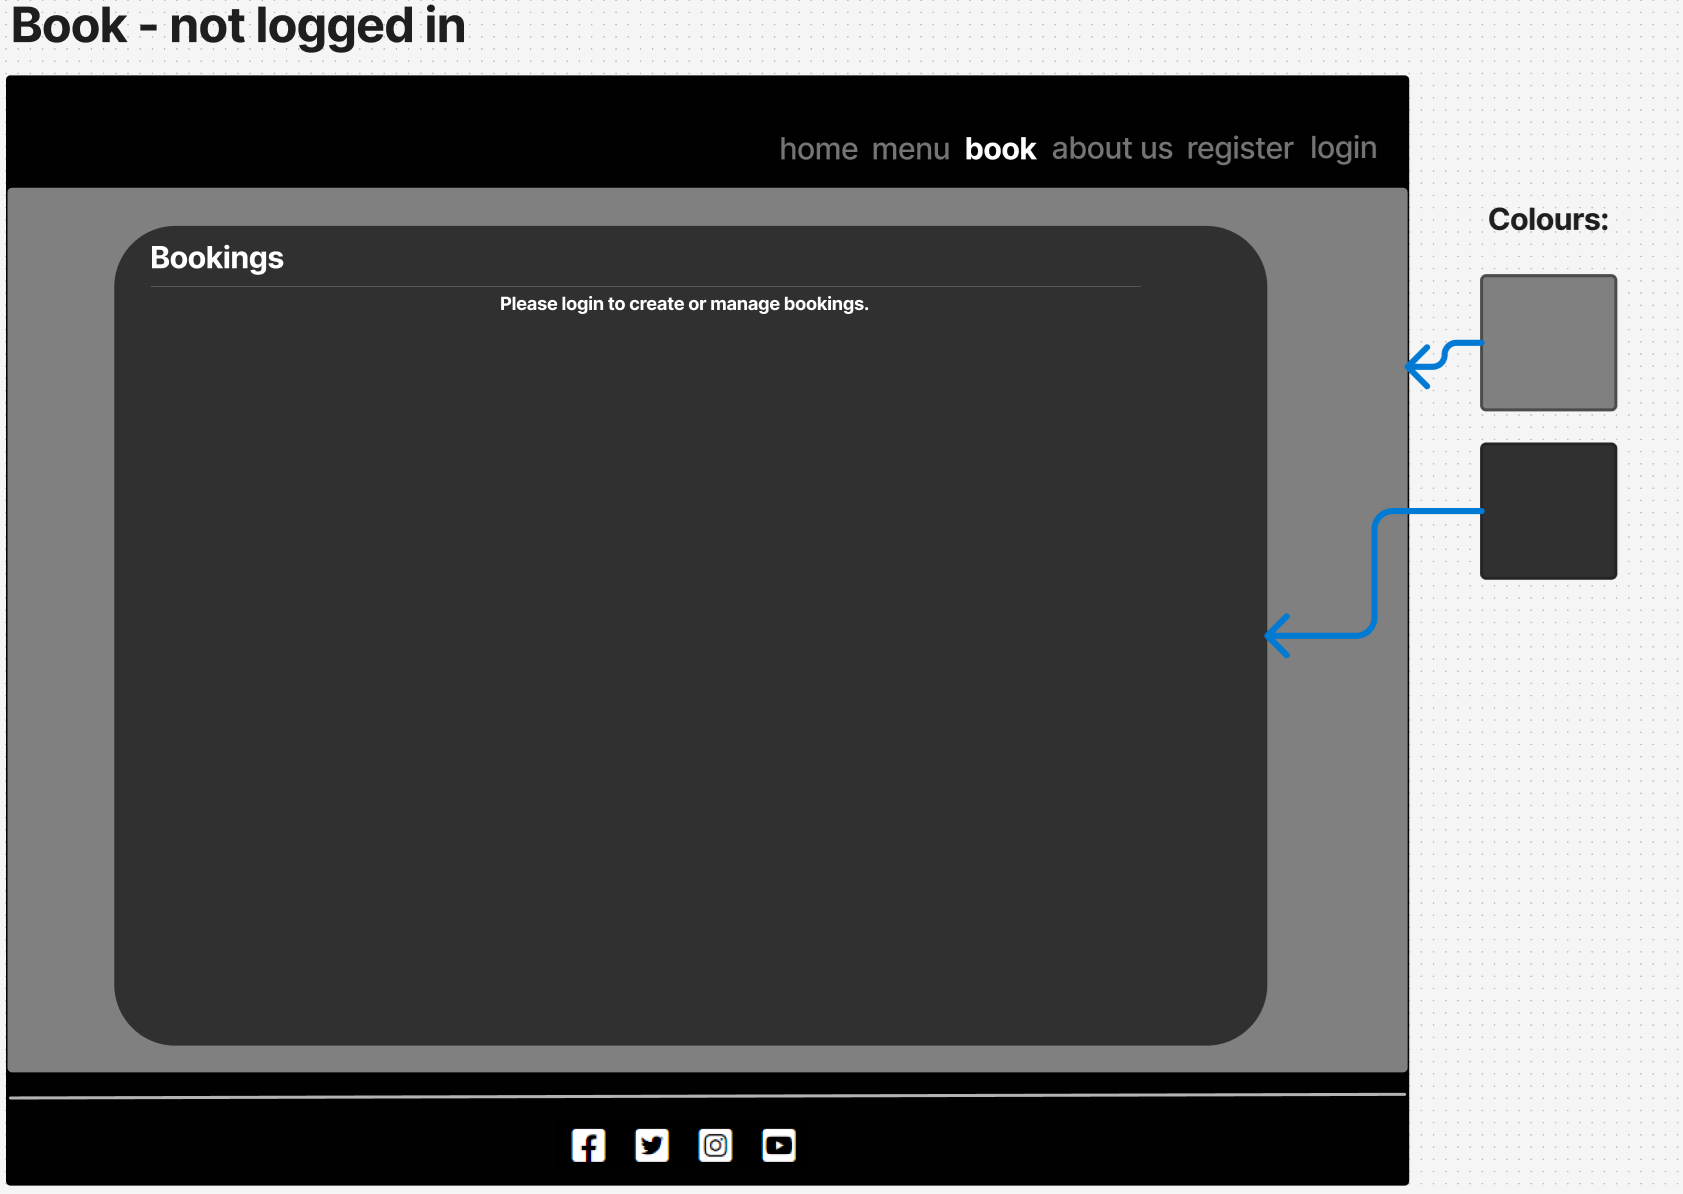 Book - not logged in
home menu book about us register login
Colours:
Bookings
Please login to create or manage bookings.